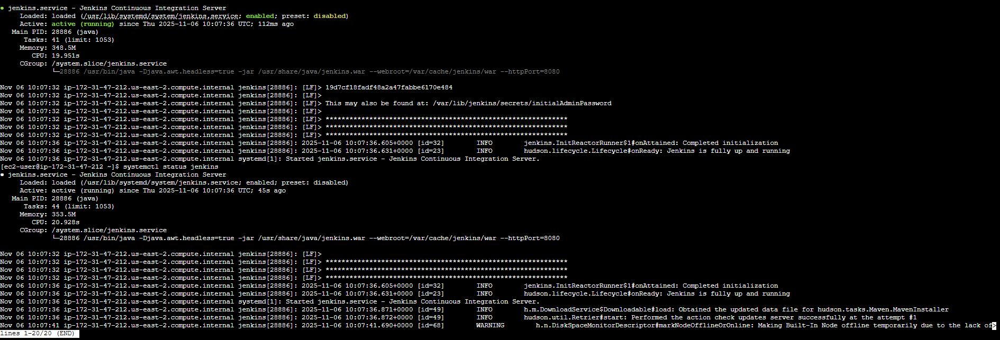 ● jenkins.service - Jenkins Continuous Integration Server
     Loaded: loaded (/usr/lib/systemd/system/jenkins.service; enabled; preset: disabled)
     Active: active (running) since Thu 2025-11-06 10:07:36 UTC; 112ms ago
   Main PID: 28886 (java)
      Tasks: 41 (limit: 1053)
     Memory: 348.5M
        CPU: 19.951s
     CGroup: /system.slice/jenkins.service
             └─28886 /usr/bin/java -Djava.awt.headless=true -jar /usr/share/java/jenkins.war --webroot=/var/cache/jenkins/war --httpPort=8080

Nov 06 10:07:32 ip-172-31-47-212.us-east-2.compute.internal jenkins[28886]: [LF]> 19d7cf18fadf48a2a47fabbe6170e484
Nov 06 10:07:32 ip-172-31-47-212.us-east-2.compute.internal jenkins[28886]: [LF]>
Nov 06 10:07:32 ip-172-31-47-212.us-east-2.compute.internal jenkins[28886]: [LF]> This may also be found at: /var/lib/jenkins/secrets/initialAdminPassword
Nov 06 10:07:32 ip-172-31-47-212.us-east-2.compute.internal jenkins[28886]: [LF]>
Nov 06 10:07:32 ip-172-31-47-212.us-east-2.compute.internal jenkins[28886]: [LF]> *************************************************************
Nov 06 10:07:32 ip-172-31-47-212.us-east-2.compute.internal jenkins[28886]: [LF]> *************************************************************
Nov 06 10:07:32 ip-172-31-47-212.us-east-2.compute.internal jenkins[28886]: [LF]> *************************************************************
Nov 06 10:07:36 ip-172-31-47-212.us-east-2.compute.internal jenkins[28886]: 2025-11-06 10:07:36.605+0000 [id=32]        INFO        jenkins.InitReactorRunner$1#onAttained: Completed initialization
Nov 06 10:07:36 ip-172-31-47-212.us-east-2.compute.internal jenkins[28886]: 2025-11-06 10:07:36.631+0000 [id=23]        INFO        hudson.lifecycle.Lifecycle#onReady: Jenkins is fully up and running
Nov 06 10:07:36 ip-172-31-47-212.us-east-2.compute.internal systemd[1]: Started jenkins.service - Jenkins Continuous Integration Server.
[ec2-user@ip-172-31-47-212 ~]$ systemctl status jenkins
● jenkins.service - Jenkins Continuous Integration Server
     Loaded: loaded (/usr/lib/systemd/system/jenkins.service; enabled; preset: disabled)
     Active: active (running) since Thu 2025-11-06 10:07:36 UTC; 45s ago
   Main PID: 28886 (java)
      Tasks: 44 (limit: 1053)
     Memory: 353.5M
        CPU: 20.928s
     CGroup: /system.slice/jenkins.service
             └─28886 /usr/bin/java -Djava.awt.headless=true -jar /usr/share/java/jenkins.war --webroot=/var/cache/jenkins/war --httpPort=8080

Nov 06 10:07:32 ip-172-31-47-212.us-east-2.compute.internal jenkins[28886]: [LF]>
Nov 06 10:07:32 ip-172-31-47-212.us-east-2.compute.internal jenkins[28886]: [LF]> *************************************************************
Nov 06 10:07:32 ip-172-31-47-212.us-east-2.compute.internal jenkins[28886]: [LF]> *************************************************************
Nov 06 10:07:32 ip-172-31-47-212.us-east-2.compute.internal jenkins[28886]: [LF]> *************************************************************
Nov 06 10:07:36 ip-172-31-47-212.us-east-2.compute.internal jenkins[28886]: 2025-11-06 10:07:36.605+0000 [id=32]        INFO        jenkins.InitReactorRunner$1#onAttained: Completed initialization
Nov 06 10:07:36 ip-172-31-47-212.us-east-2.compute.internal jenkins[28886]: 2025-11-06 10:07:36.631+0000 [id=23]        INFO        hudson.lifecycle.Lifecycle#onReady: Jenkins is fully up and running
Nov 06 10:07:36 ip-172-31-47-212.us-east-2.compute.internal systemd[1]: Started jenkins.service - Jenkins Continuous Integration Server.
Nov 06 10:07:36 ip-172-31-47-212.us-east-2.compute.internal jenkins[28886]: 2025-11-06 10:07:36.871+0000 [id=49]        INFO        h.m.DownloadService$Downloadable#load: Obtained the updated data file for hudson.tasks.Maven.MavenInstaller
Nov 06 10:07:36 ip-172-31-47-212.us-east-2.compute.internal jenkins[28886]: 2025-11-06 10:07:36.872+0000 [id=49]        INFO        hudson.util.Retrier#start: Performed the action check updates server successfully at the attempt #1
Nov 06 10:07:41 ip-172-31-47-212.us-east-2.compute.internal jenkins[28886]: 2025-11-06 10:07:41.690+0000 [id=68]        WARNING        h.n.DiskSpaceMonitorDescriptor#markNodeOfflineOrOnline: Making Built-In Node offline temporarily due to the lack of>
lines 1-20/20 (END)